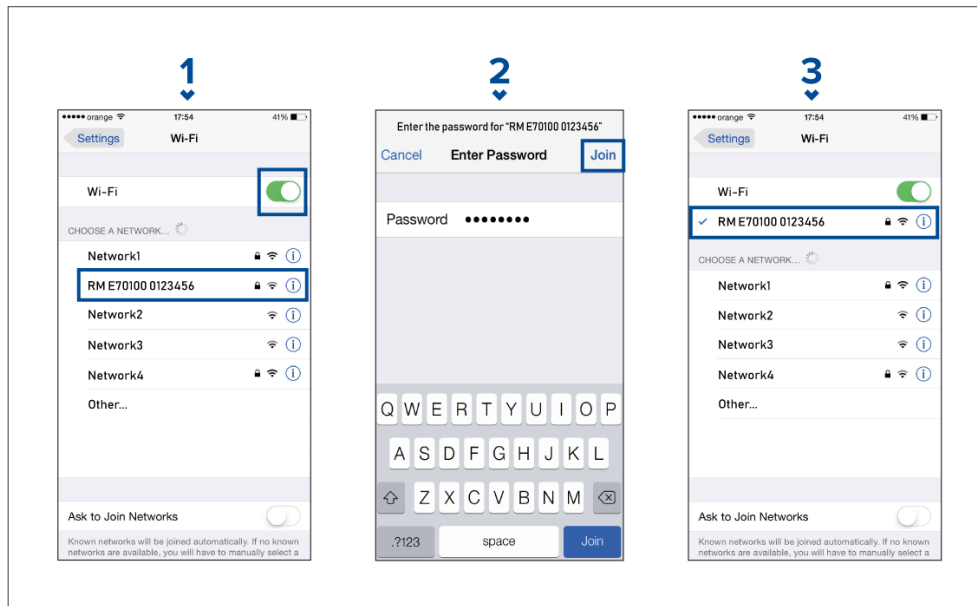 1
●●●●● orange 17:54 41%
Settings Wi-Fi
Wi-Fi
CHOOSE A NETWORK...
Network1
RM E70100 0123456
Network2
Network3
Network4
Other...
Ask to Join Networks
Known networks will be joined automatically. If no known
networks are available, you will have to manually select a
2
Enter the password for “RM E70100 0123456”
Cancel Enter Password Join
Password ●●●●●●●●
Q W E R T Y U I O P
A S D F G H J K L
Z X C V B N M
.?123 space Join
3
●●●●● orange 17:54 41%
Settings Wi-Fi
Wi-Fi
RM E70100 0123456
CHOOSE A NETWORK...
Network1
Network2
Network3
Network4
Other...
Ask to Join Networks
Known networks will be joined automatically. If no known
networks are available, you will have to manually select a